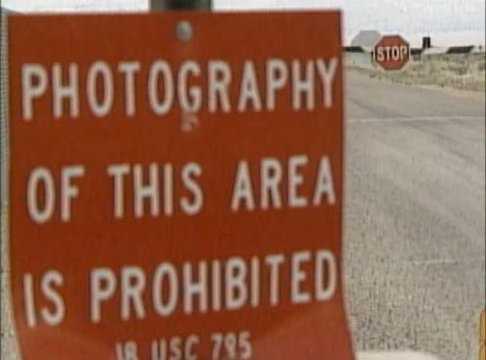 PHOTOGRAPHY
OF THIS AREA
IS PROHIBITED
18 USC 795
STOP